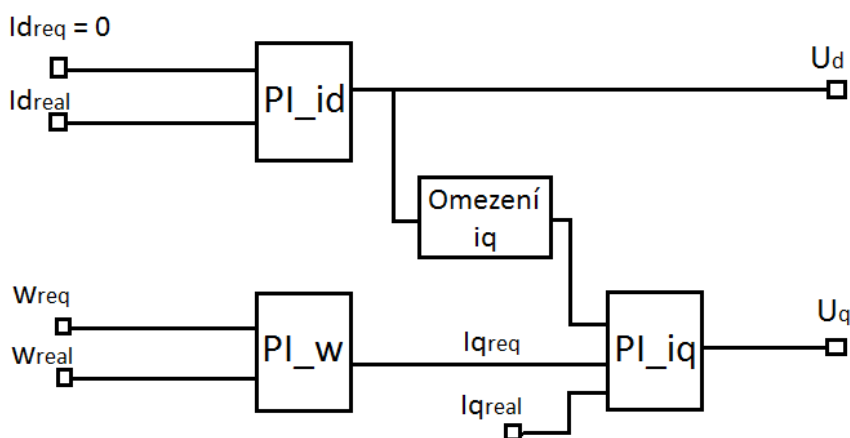 Idreq = 0
Idreal
PI_id
Ud
Omezení
iq
Wreq
Wreal
PI_w
Iqreq
Iqreal
PI_iq
Uq